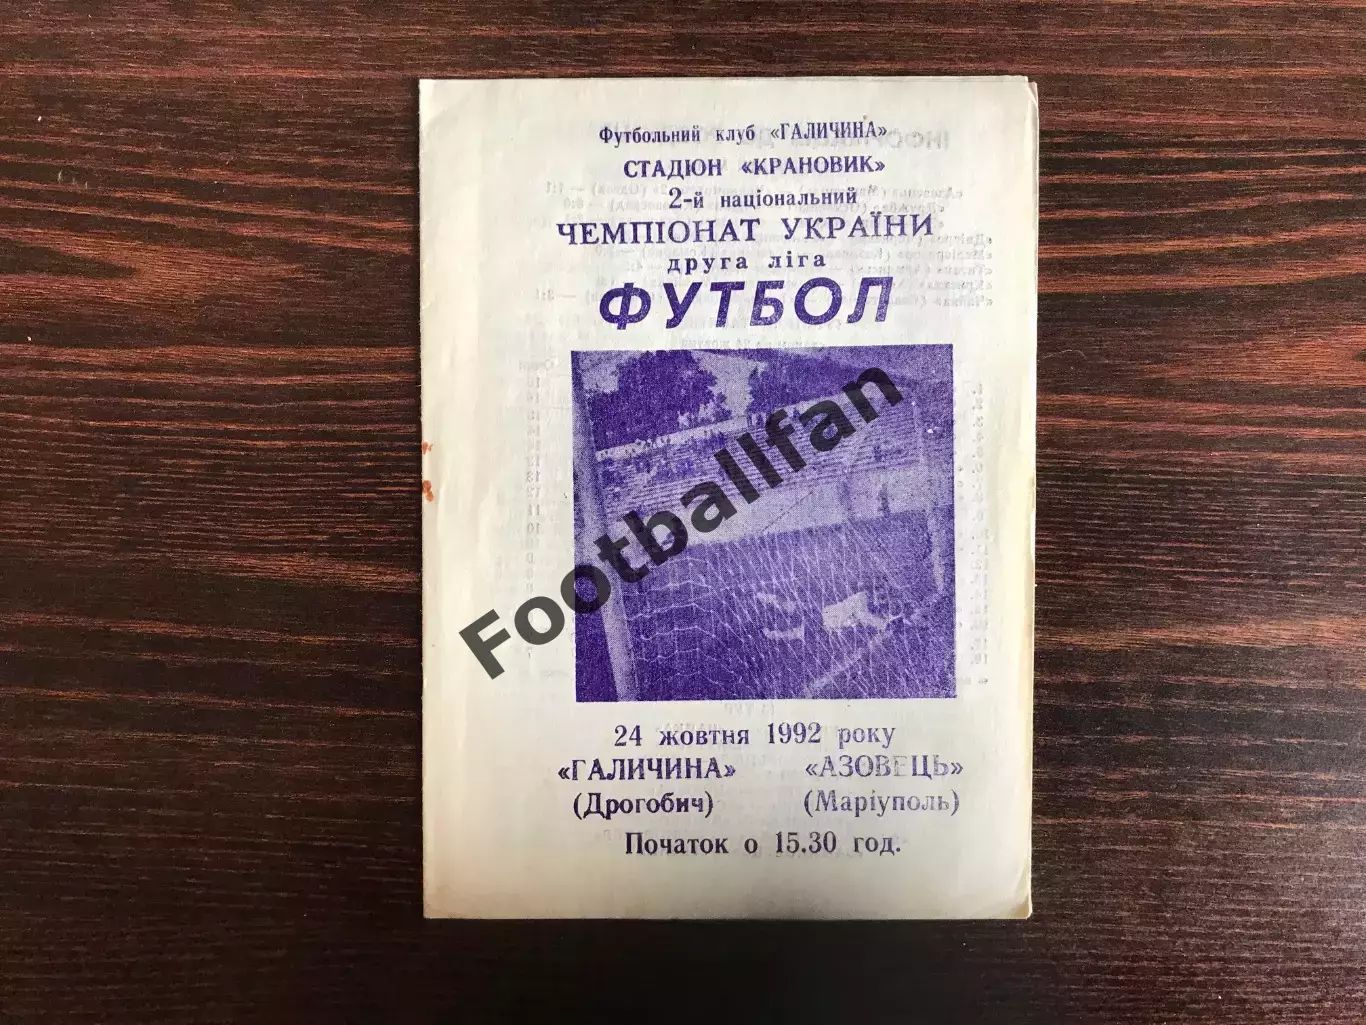 Футбольний клуб «ГАЛИЧИНА»
СТАДІОН «КРАНОВИК»
2-й національний
ЧЕМПІОНАТ УКРАЇНИ
друга ліга
ФУТБОЛ
Footballfan
24 жовтня 1992 року
«ГАЛИЧИНА» «АЗОВЕЦЬ»
(Дрогобич) (Маріуполь)
Початок о 15.30 год.